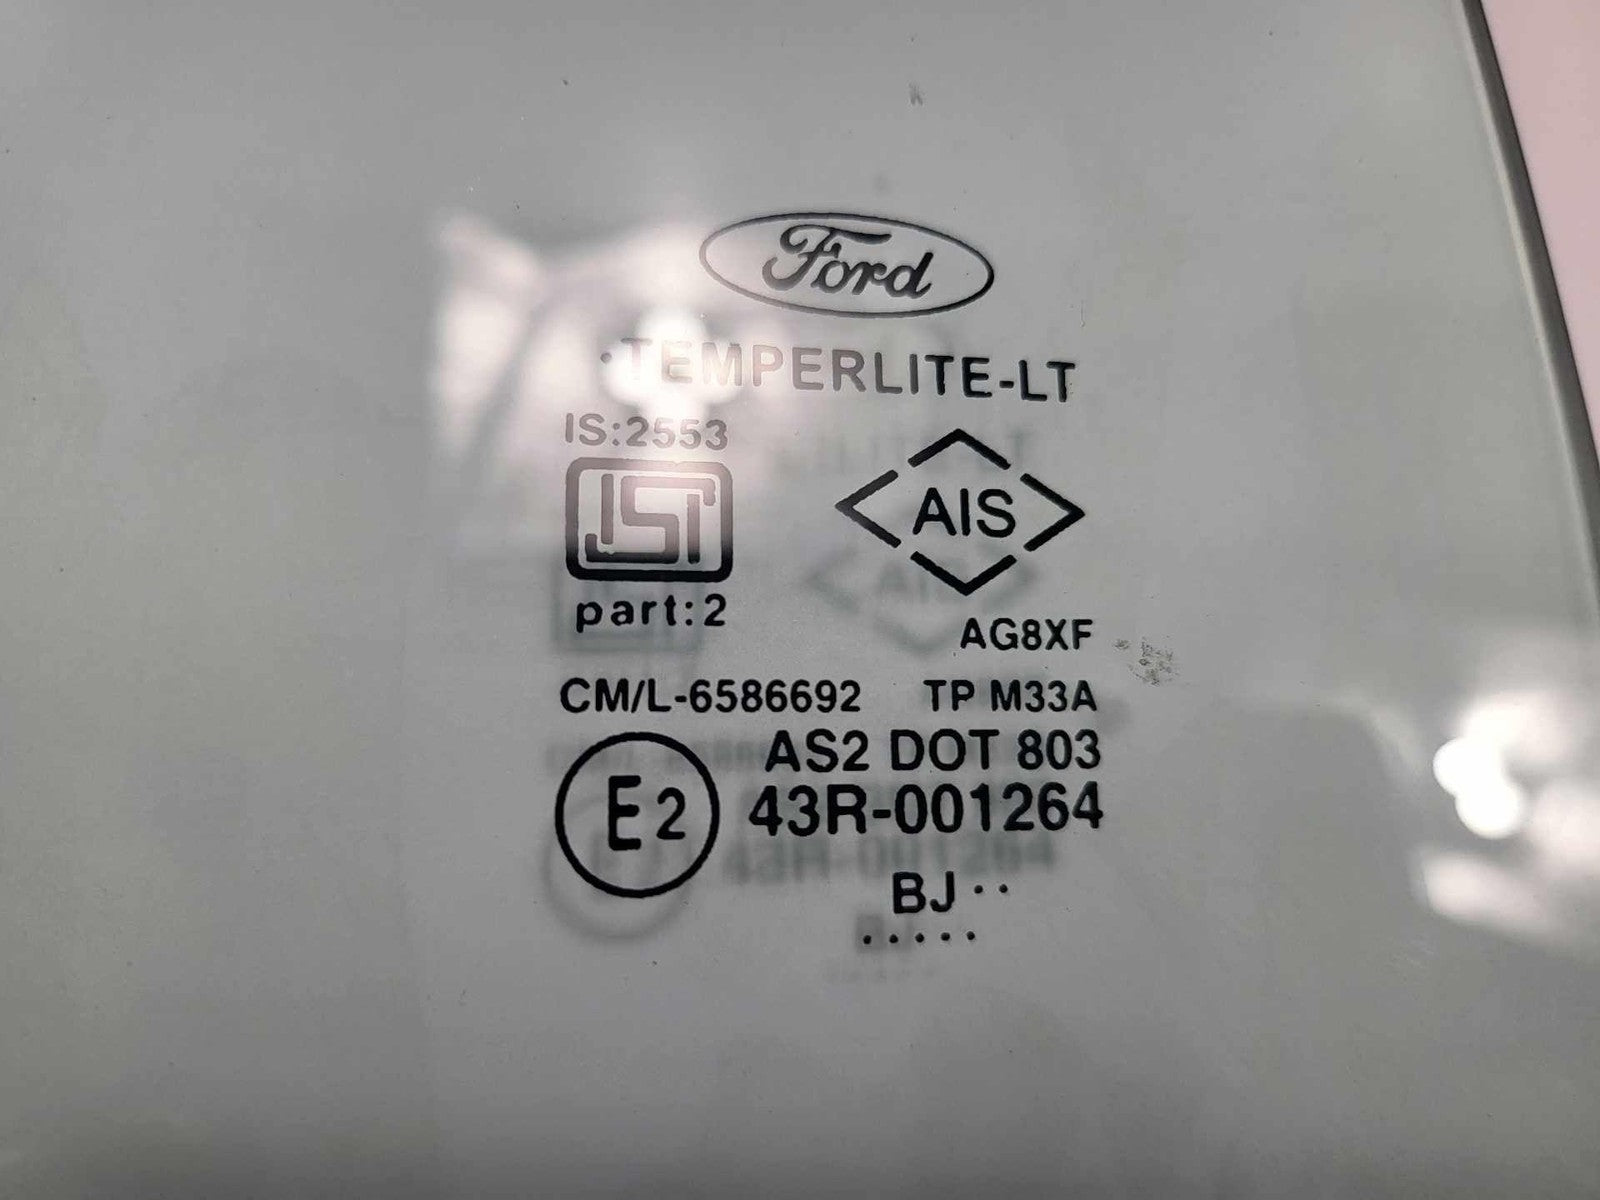 Ford
·TEMPERLITE-LT
IS:2553
ISI
part:2
AIS
AG8XF
CM/L-6586692 TP M33A
AS2 DOT 803
E2
43R-001264
BJ··
·····